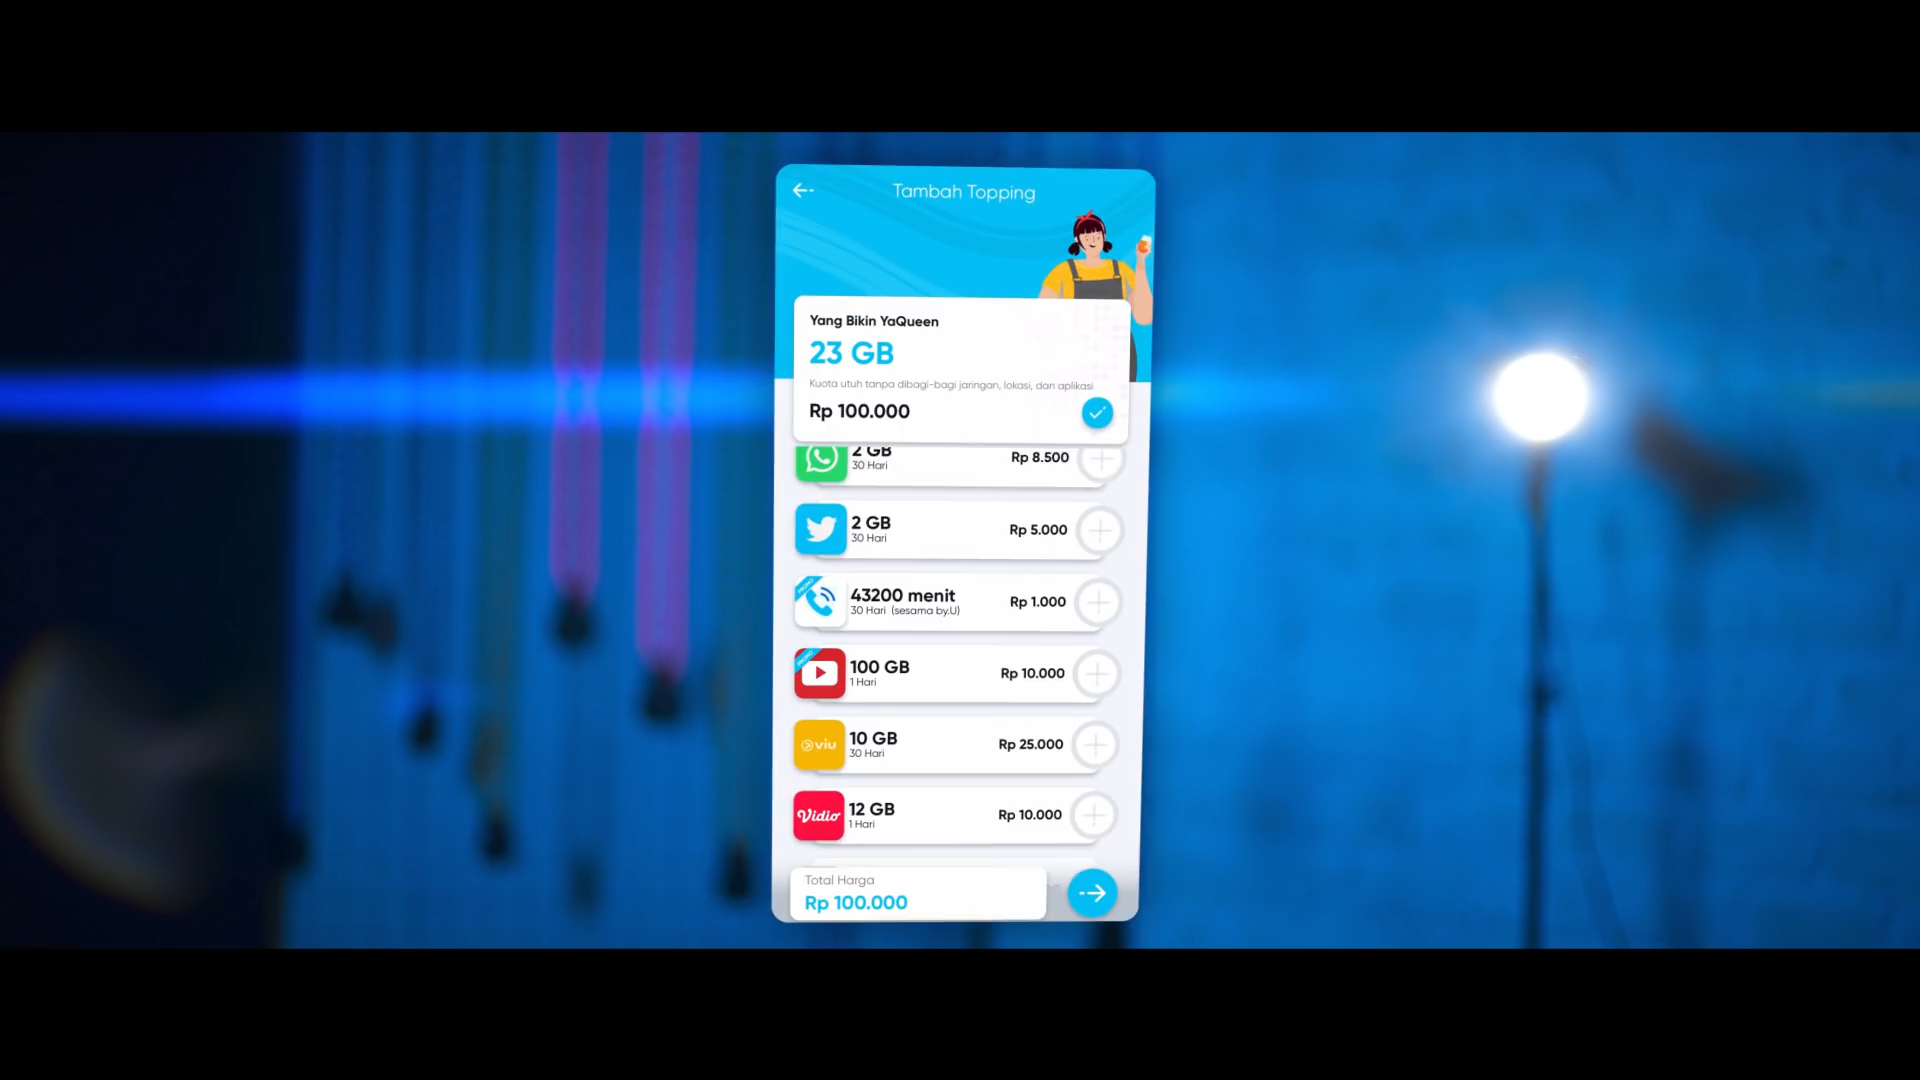 Tambah Topping
Yang Bikin YaQueen
23 GB
Kuota utuh tanpa dibagi-bagi jaringan, lokasi, dan aplikasi
Rp 100.000
2 GB
30 Hari
Rp 8.500
2 GB
30 Hari
Rp 5.000
PROMO
43200 menit
30 Hari (sesama by.U)
Rp 1.000
PROMO
100 GB
1 Hari
Rp 10.000
viu
10 GB
30 Hari
Rp 25.000
Vidio
12 GB
1 Hari
Rp 10.000
Total Harga
Rp 100.000